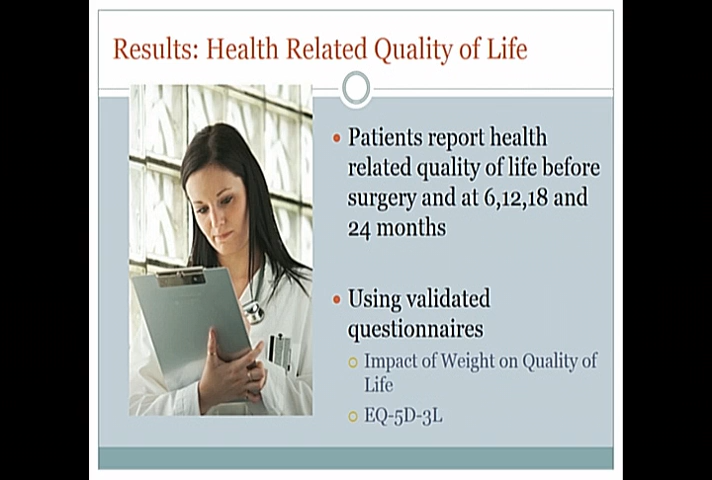 Results: Health Related Quality of Life
Patients report health
related quality of life before
surgery and at 6,12,18 and
24 months
Using validated
questionnaires
Impact of Weight on Quality of
Life
EQ-5D-3L